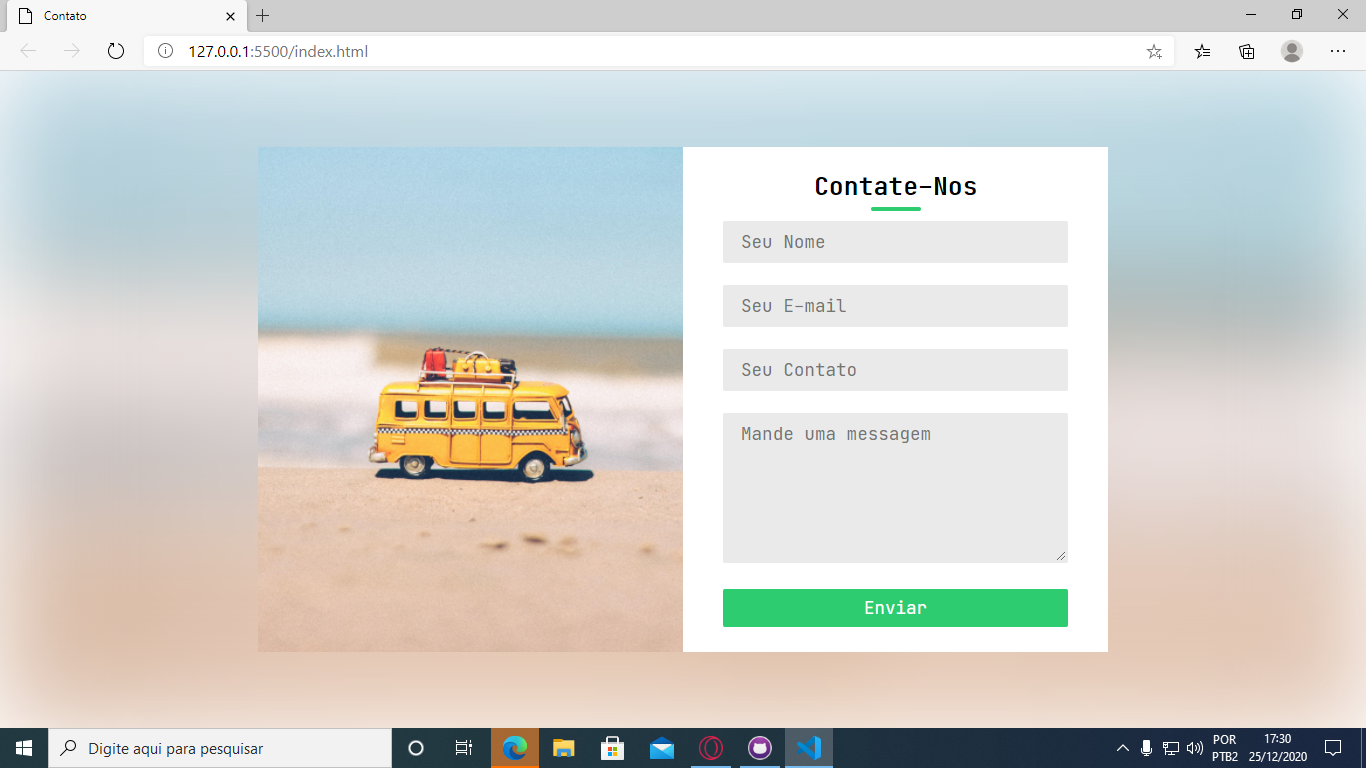 Contato
127.0.0.1:5500/index.html
Contate-Nos
Seu Nome
Seu E-mail
Seu Contato
Mande uma messagem
Enviar
Digite aqui para pesquisar
POR
PTB2
17:30
25/12/2020